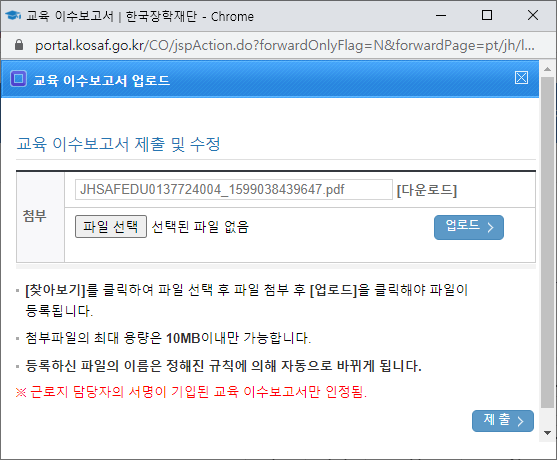 교육 이수보고서 | 한국장학재단 - Chrome
portal.kosaf.go.kr/CO/jspAction.do?forwardOnlyFlag=N&forwardPage=pt/jh/l...
교육 이수보고서 업로드
교육 이수보고서 제출 및 수정
첨부
JHSAFEDU0137724004_1599038439647.pdf [다운로드]
파일 선택 선택된 파일 없음 업로드
[찾아보기]를 클릭하여 파일 선택 후 파일 첨부 후 [업로드]을 클릭해야 파일이
등록됩니다.
첨부파일의 최대 용량은 10MB이내만 가능합니다.
등록하신 파일의 이름은 정해진 규칙에 의해 자동으로 바뀌게 됩니다.
※ 근로지 담당자의 서명이 기입된 교육 이수보고서만 인정됨.
제 출